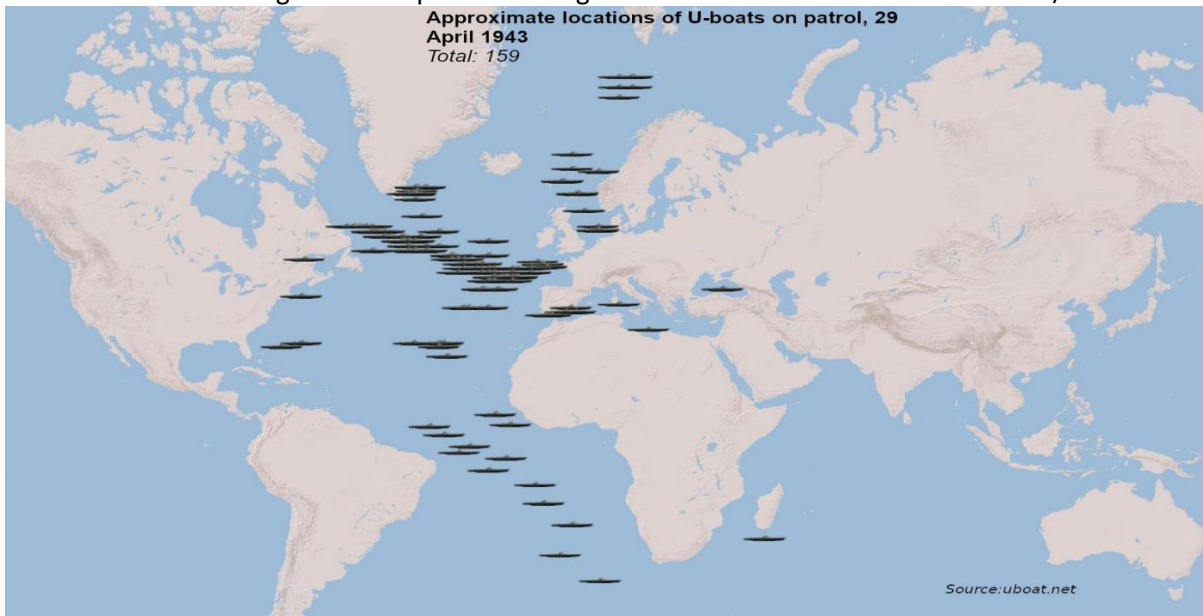 Approximate locations of U-boats on patrol, 29
April 1943
Total: 159
Source:uboat.net